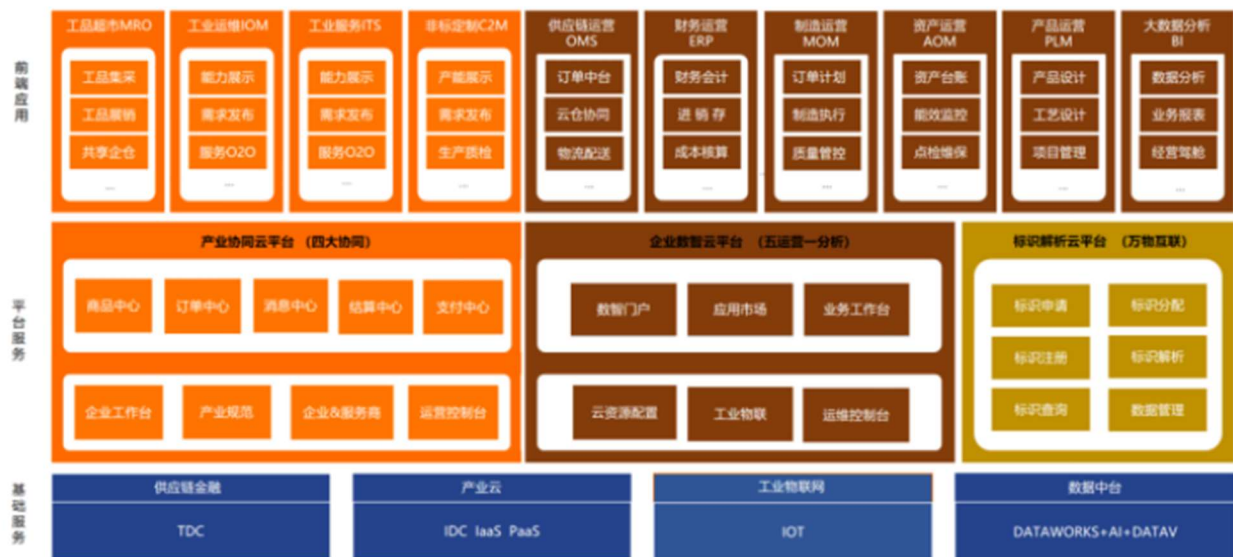 前端应用
工品超市MRO
工品集采
工品展销
共享企仓
...
工业运维IOM
能力展示
需求发布
服务O2O
...
工业服务ITS
能力展示
需求发布
服务O2O
...
非标定制C2M
产能展示
需求发布
生产质检
...
供应链运营
OMS
订单中台
云仓协同
物流配送
...
财务运营
ERP
财务会计
进 销 存
成本核算
...
制造运营
MOM
订单计划
制造执行
质量管控
...
资产运营
AOM
资产台账
能效监控
点检维保
...
产品运营
PLM
产品设计
工艺设计
项目管理
...
大数据分析
BI
数据分析
业务报表
经营驾舱
...
平台服务
产业协同云平台 （四大协同）
商品中心
订单中心
消息中心
结算中心
支付中心
企业工作台
产业规范
企业&服务商
运营控制台
企业数智云平台 （五运营一分析）
数智门户
应用市场
业务工作台
云资源配置
工业物联
运维控制台
标识解析云平台 （万物互联）
标识申请
标识分配
标识注册
标识解析
标识查询
数据管理
基础服务
供应链金融
TDC
产业云
IDC IaaS PaaS
工业物联网
IOT
数据中台
DATAWORKS+AI+DATAV